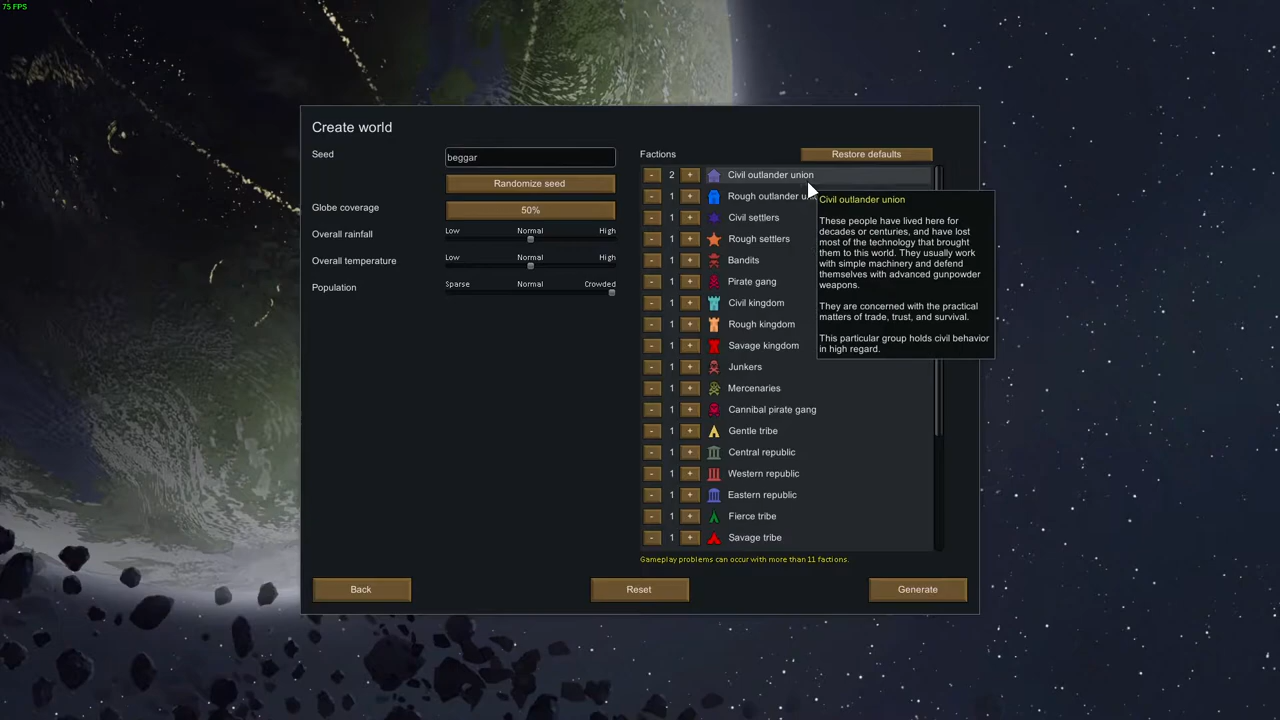 75 FPS
Create world
Seed
beggar
Randomize seed
Globe coverage
50%
Overall rainfall
Low Normal High
Overall temperature
Low Normal High
Population
Sparse Normal Crowded
Factions
Restore defaults
- 2 + Civil outlander union
- 1 + Rough outlander u
- 1 + Civil settlers
- 1 + Rough settlers
- 1 + Bandits
- 1 + Pirate gang
- 1 + Civil kingdom
- 1 + Rough kingdom
- 1 + Savage kingdom
- 1 + Junkers
- 1 + Mercenaries
- 1 + Cannibal pirate gang
- 1 + Gentle tribe
- 1 + Central republic
- 1 + Western republic
- 1 + Eastern republic
- 1 + Fierce tribe
- 1 + Savage tribe
Civil outlander union
These people have lived here for
decades or centuries, and have lost
most of the technology that brought
them to this world. They usually work
with simple machinery and defend
themselves with advanced gunpowder
weapons.
They are concerned with the practical
matters of trade, trust, and survival.
This particular group holds civil behavior
in high regard.
Gameplay problems can occur with more than 11 factions.
Back
Reset
Generate